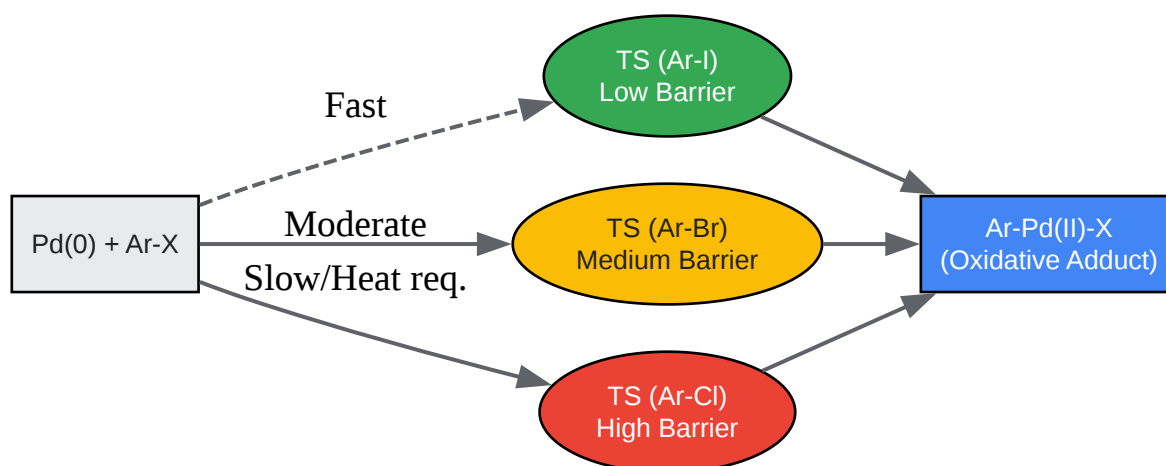 TS (Ar-I)
Low Barrier
Fast
Pd(0) + Ar-X
Moderate
TS (Ar-Br)
Medium Barrier
Ar-Pd(II)-X
(Oxidative Adduct)
Slow/Heat req.
TS (Ar-Cl)
High Barrier